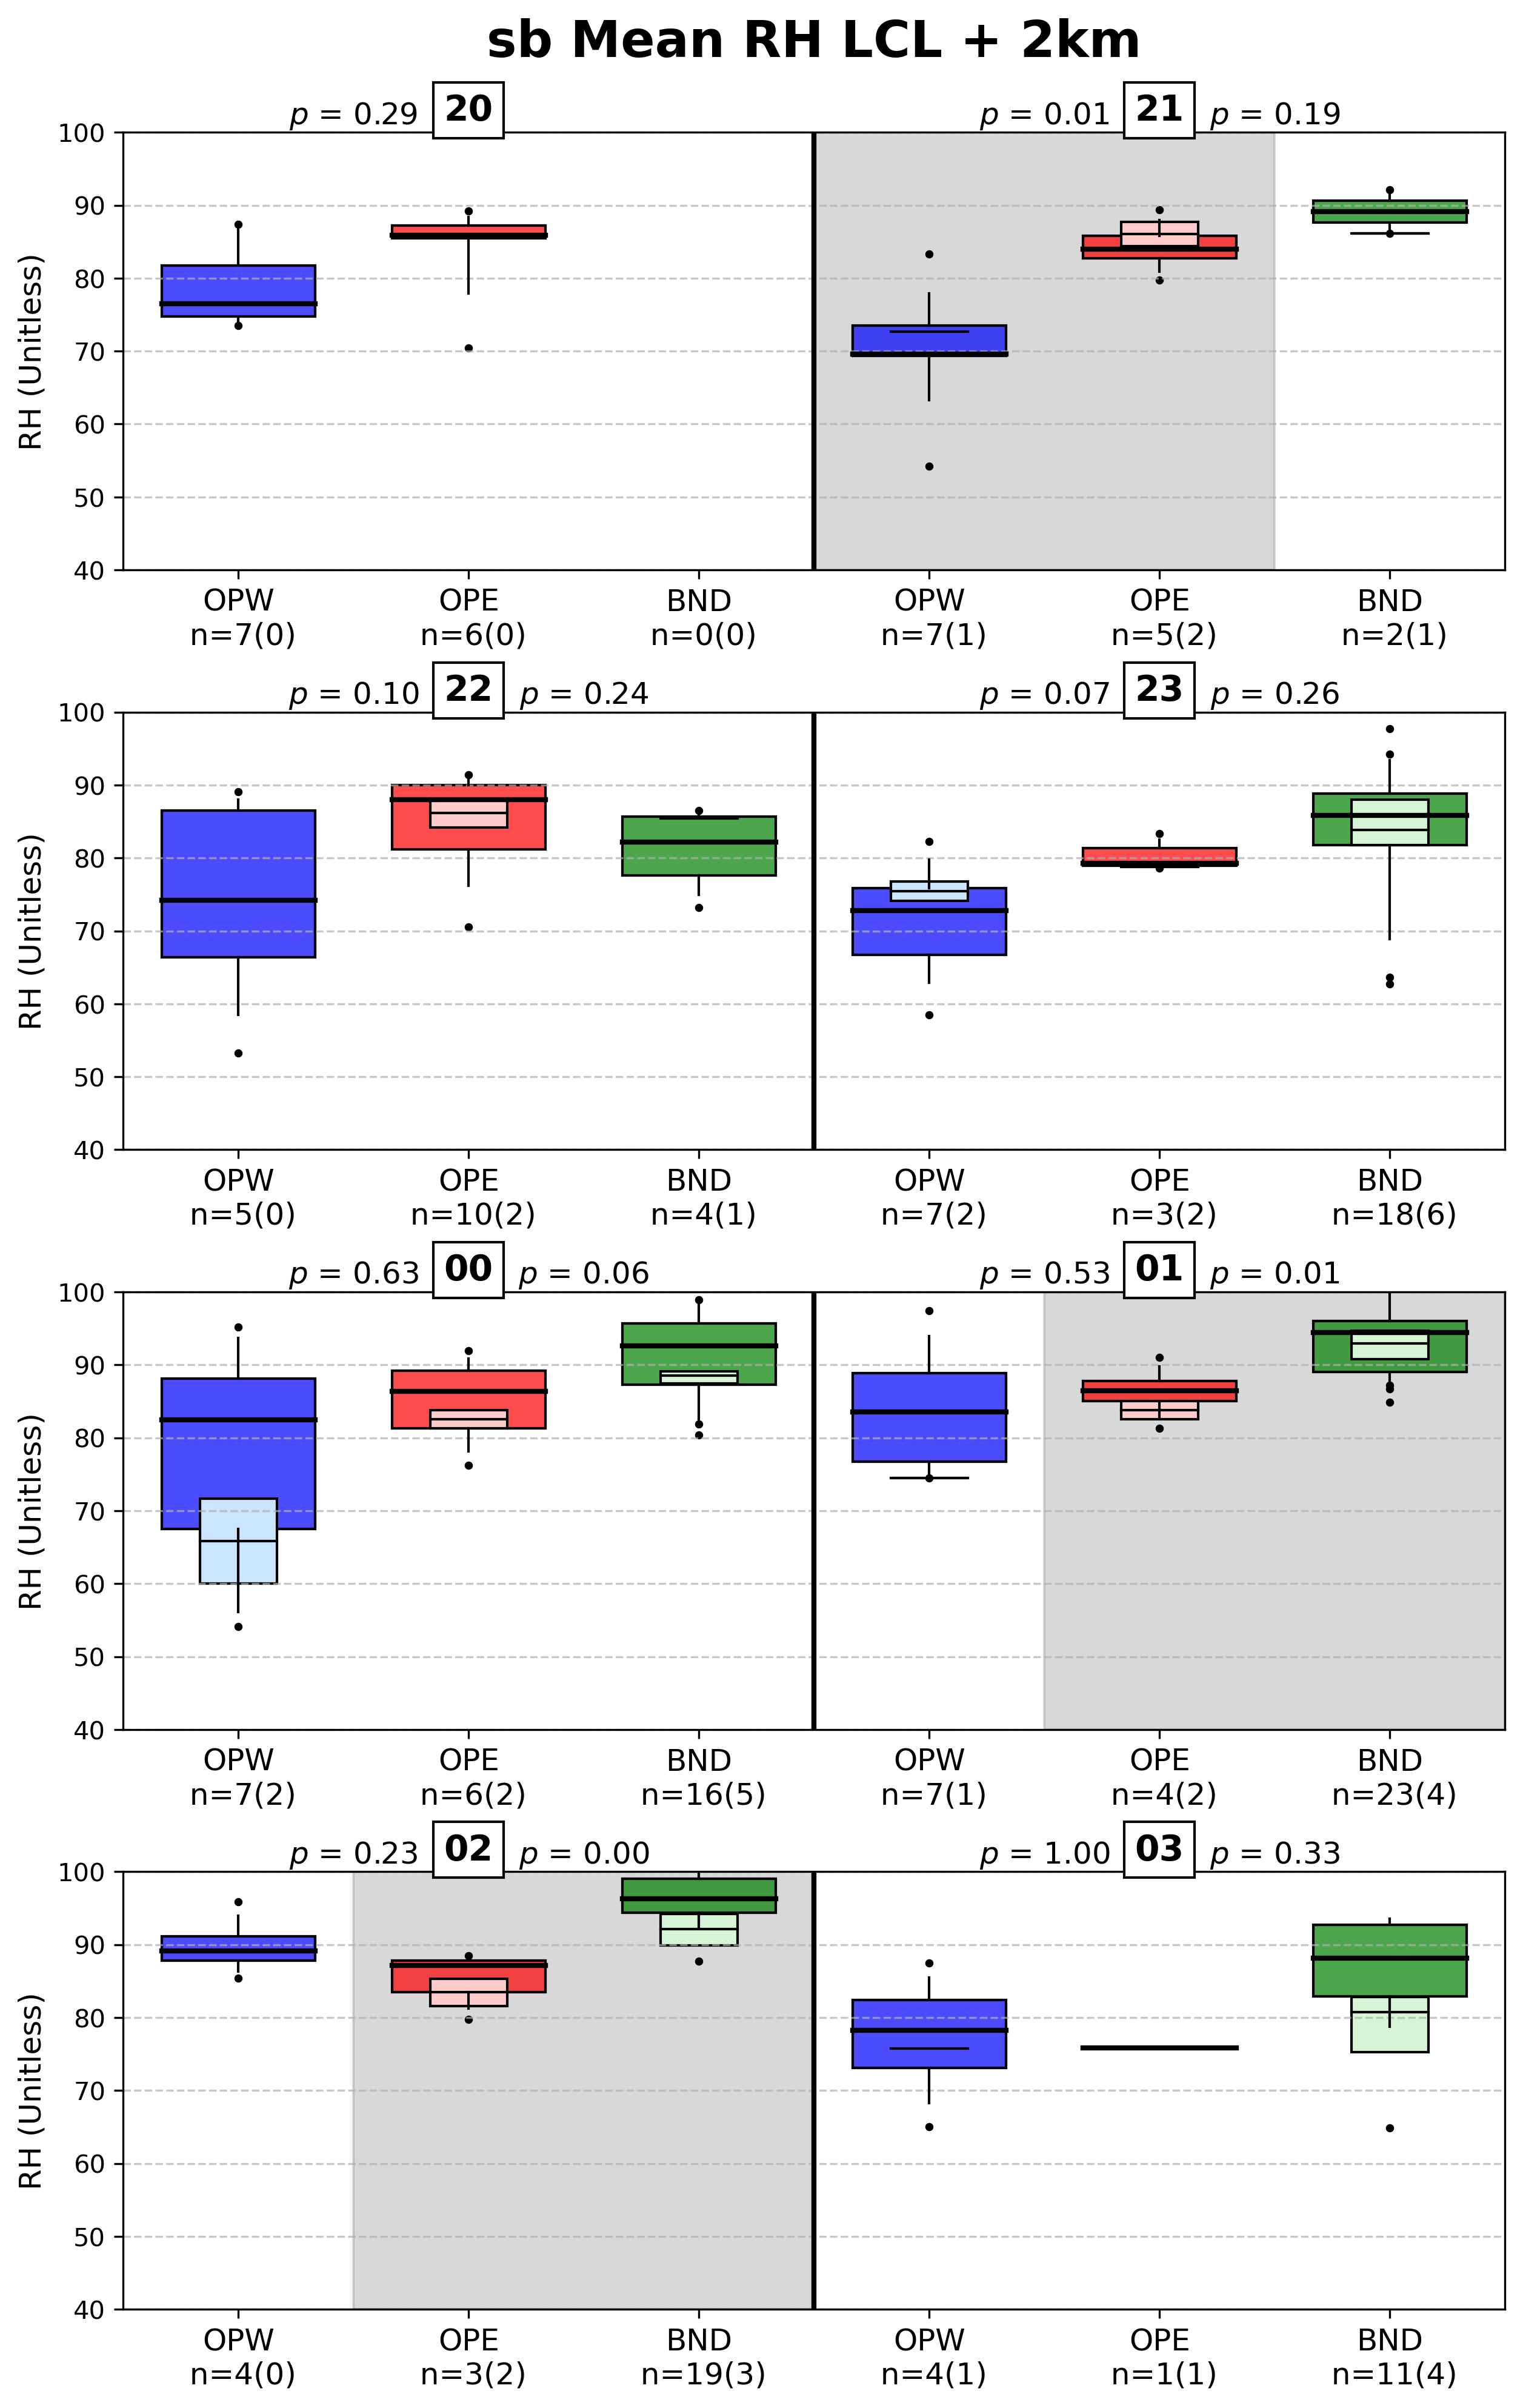 sb Mean RH LCL + 2km
p = 0.29 20
p = 0.01 21 p = 0.19
RH (Unitless)
100
90
80
70
60
50
40
OPW
n=7(0)
OPE
n=6(0)
BND
n=0(0)
OPW
n=7(1)
OPE
n=5(2)
BND
n=2(1)
p = 0.10 22 p = 0.24
p = 0.07 23 p = 0.26
RH (Unitless)
100
90
80
70
60
50
40
OPW
n=5(0)
OPE
n=10(2)
BND
n=4(1)
OPW
n=7(2)
OPE
n=3(2)
BND
n=18(6)
p = 0.63 00 p = 0.06
p = 0.53 01 p = 0.01
RH (Unitless)
100
90
80
70
60
50
40
OPW
n=7(2)
OPE
n=6(2)
BND
n=16(5)
OPW
n=7(1)
OPE
n=4(2)
BND
n=23(4)
p = 0.23 02 p = 0.00
p = 1.00 03 p = 0.33
RH (Unitless)
100
90
80
70
60
50
40
OPW
n=4(0)
OPE
n=3(2)
BND
n=19(3)
OPW
n=4(1)
OPE
n=1(1)
BND
n=11(4)